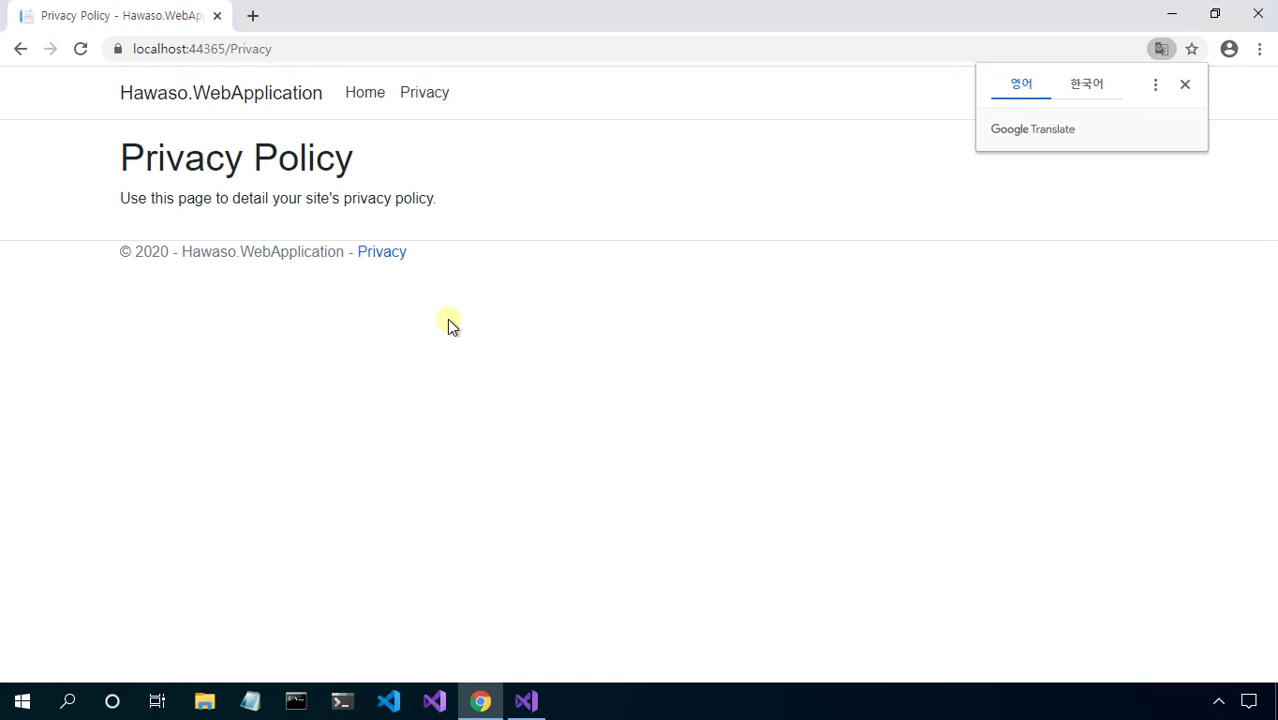 Privacy Policy - Hawaso.WebAp
localhost:44365/Privacy
Hawaso.WebApplication
Home
Privacy
영어
한국어
Google Translate
Privacy Policy
Use this page to detail your site's privacy policy.
© 2020 - Hawaso.WebApplication - Privacy